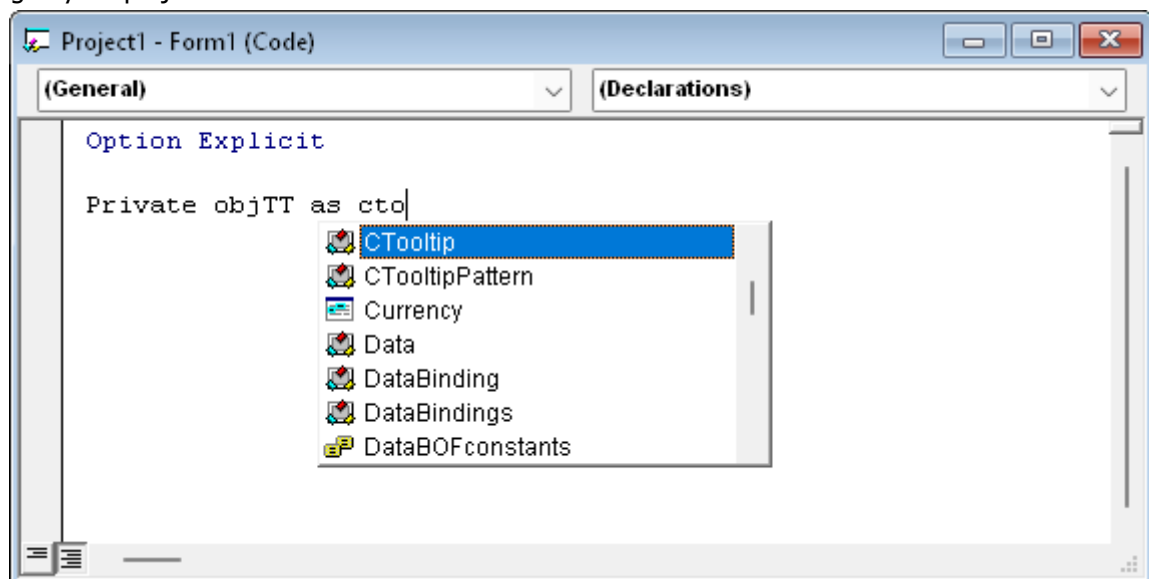 Project1 - Form1 (Code)
(General) (Declarations)
Option Explicit
Private objTT as cto
CTooltip
CTooltipPattern
Currency
Data
DataBinding
DataBindings
DataBOFconstants